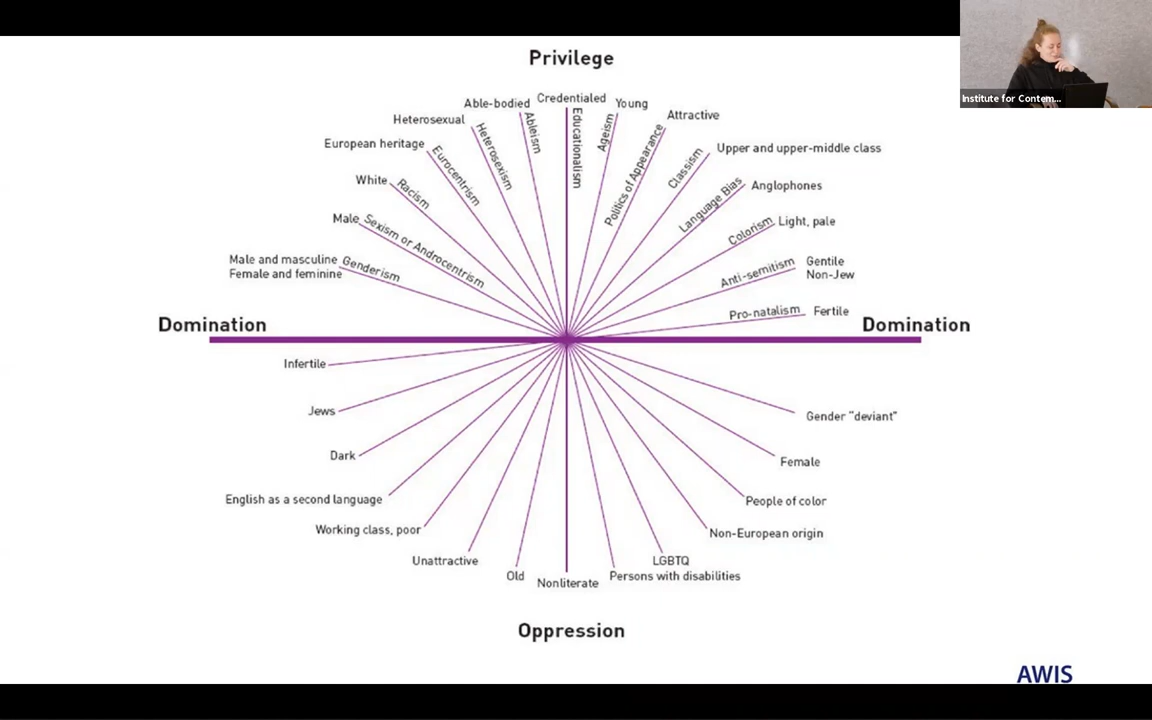 Institute for Contem...
Privilege
Credentialed
Able-bodied
Young
Heterosexual
Attractive
European heritage
Upper and upper-middle class
White
Anglophones
Male
Light, pale
Male and masculine
Female and feminine
Gentile
Non-Jew
Fertile
Genderism
Sexism or Androcentrism
Racism
Eurocentrism
Heterosexism
Ableism
Educationalism
Ageism
Politics of Appearance
Classism
Language Bias
Colorism
Anti-semitism
Pro-natalism
Domination
Domination
Infertile
Jews
Dark
English as a second language
Working class, poor
Unattractive
Old
Nonliterate
Persons with disabilities
LGBTQ
Non-European origin
People of color
Female
Gender "deviant"
Oppression
AWIS